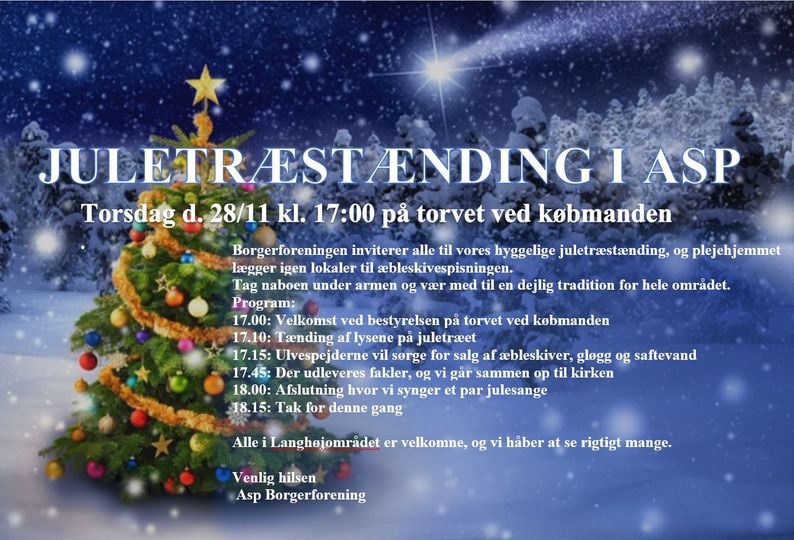 JULETRÆSTÆNDING I ASP
Torsdag d. 28/11 kl. 17:00 på torvet ved købmanden
Borgerforeningen inviterer alle til vores hyggelige juletræstænding, og plejehjemmet
lægger igen lokaler til æbleskivespisningen.
Tag naboen under armen og vær med til en dejlig tradition for hele området.
Program:
17.00: Velkomst ved bestyrelsen på torvet ved købmanden
17.10: Tænding af lysene på juletræet
17.15: Ulvespejderne vil sørge for salg af æbleskiver, gløgg og saftevand
17.45: Der udleveres fakler, og vi går sammen op til kirken
18.00: Afslutning hvor vi synger et par julesange
18.15: Tak for denne gang
Alle i Langhøjområdet er velkomne, og vi håber at se rigtigt mange.
Venlig hilsen
Asp Borgerforening